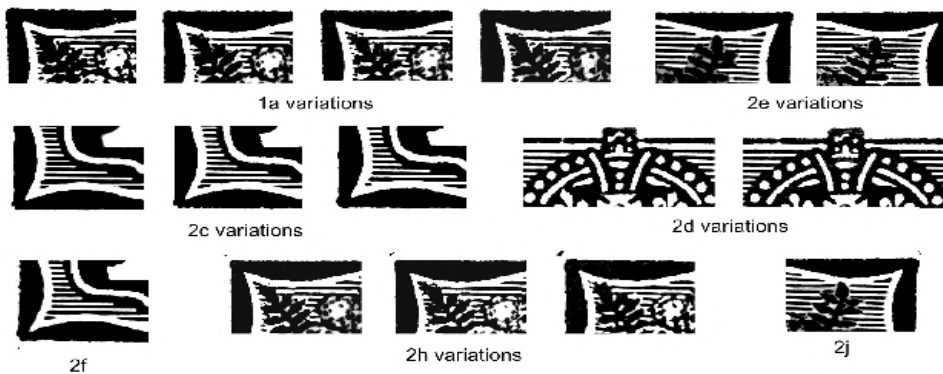 1a variations
2e variations
2c variations
2d variations
2f
2h variations
2j